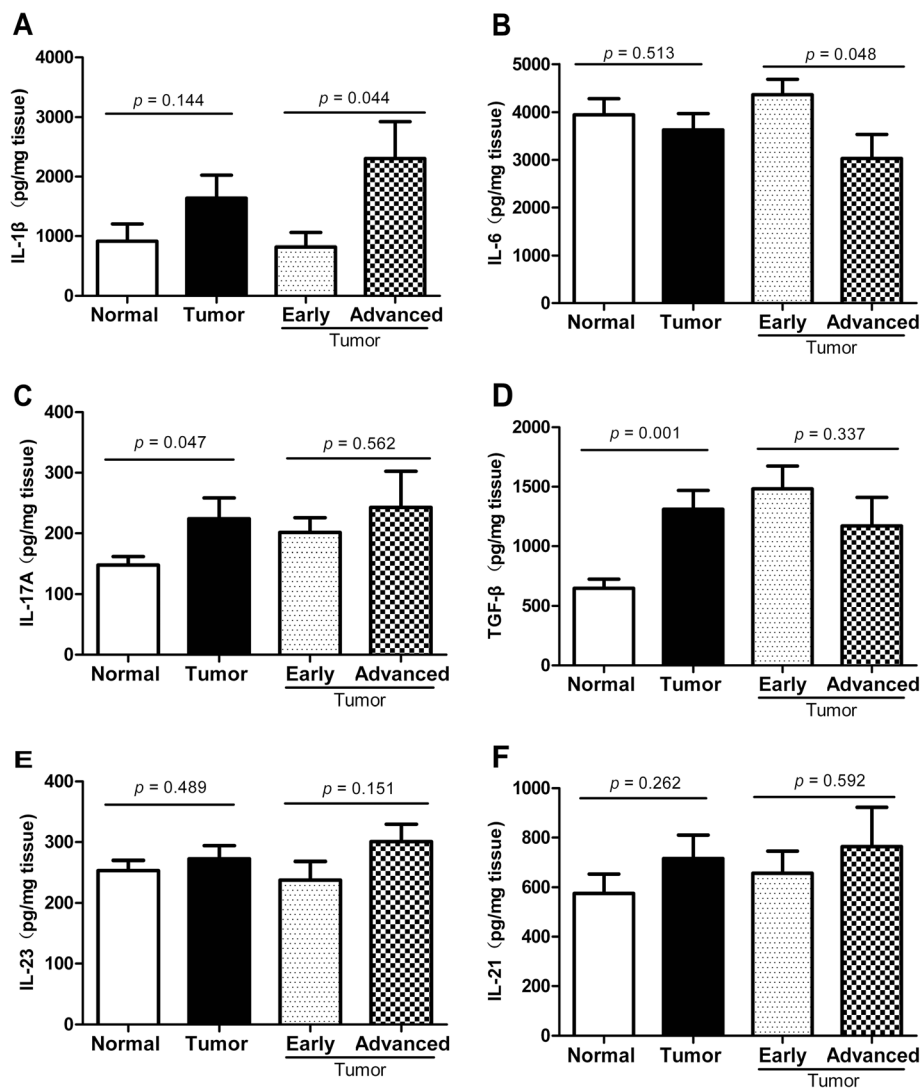 A
IL-1β (pg/mg tissue)
4000
3000
2000
1000
0
p = 0.144
p = 0.044
Normal
Tumor
Early
Advanced
Tumor
B
IL-6 (pg/mg tissue)
5000
4000
3000
2000
1000
0
p = 0.513
p = 0.048
Normal
Tumor
Early
Advanced
Tumor
C
IL-17A (pg/mg tissue)
400
300
200
100
0
p = 0.047
p = 0.562
Normal
Tumor
Early
Advanced
Tumor
D
TGF-β (pg/mg tissue)
2000
1500
1000
500
0
p = 0.001
p = 0.337
Normal
Tumor
Early
Advanced
Tumor
E
IL-23 (pg/mg tissue)
400
300
200
100
0
p = 0.489
p = 0.151
Normal
Tumor
Early
Advanced
Tumor
F
IL-21 (pg/mg tissue)
1000
800
600
400
200
0
p = 0.262
p = 0.592
Normal
Tumor
Early
Advanced
Tumor